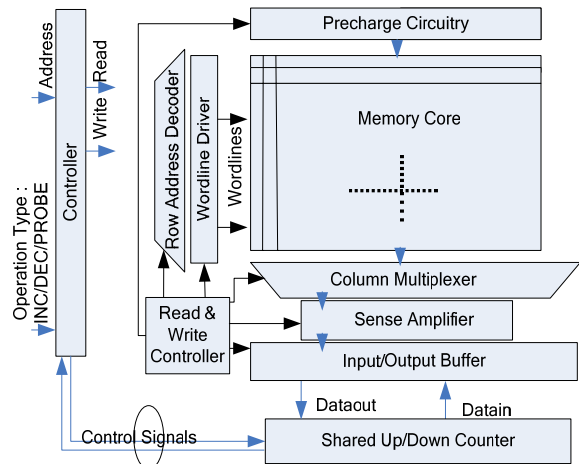 Precharge Circuitry
Address
Read
Write
Controller
Operation Type :
INC/DEC/PROBE
Row Address Decoder
Wordline Driver
Wordlines
Memory Core
Column Multiplexer
Read &
Write
Controller
Sense Amplifier
Input/Output Buffer
Dataout
Datain
Control Signals
Shared Up/Down Counter